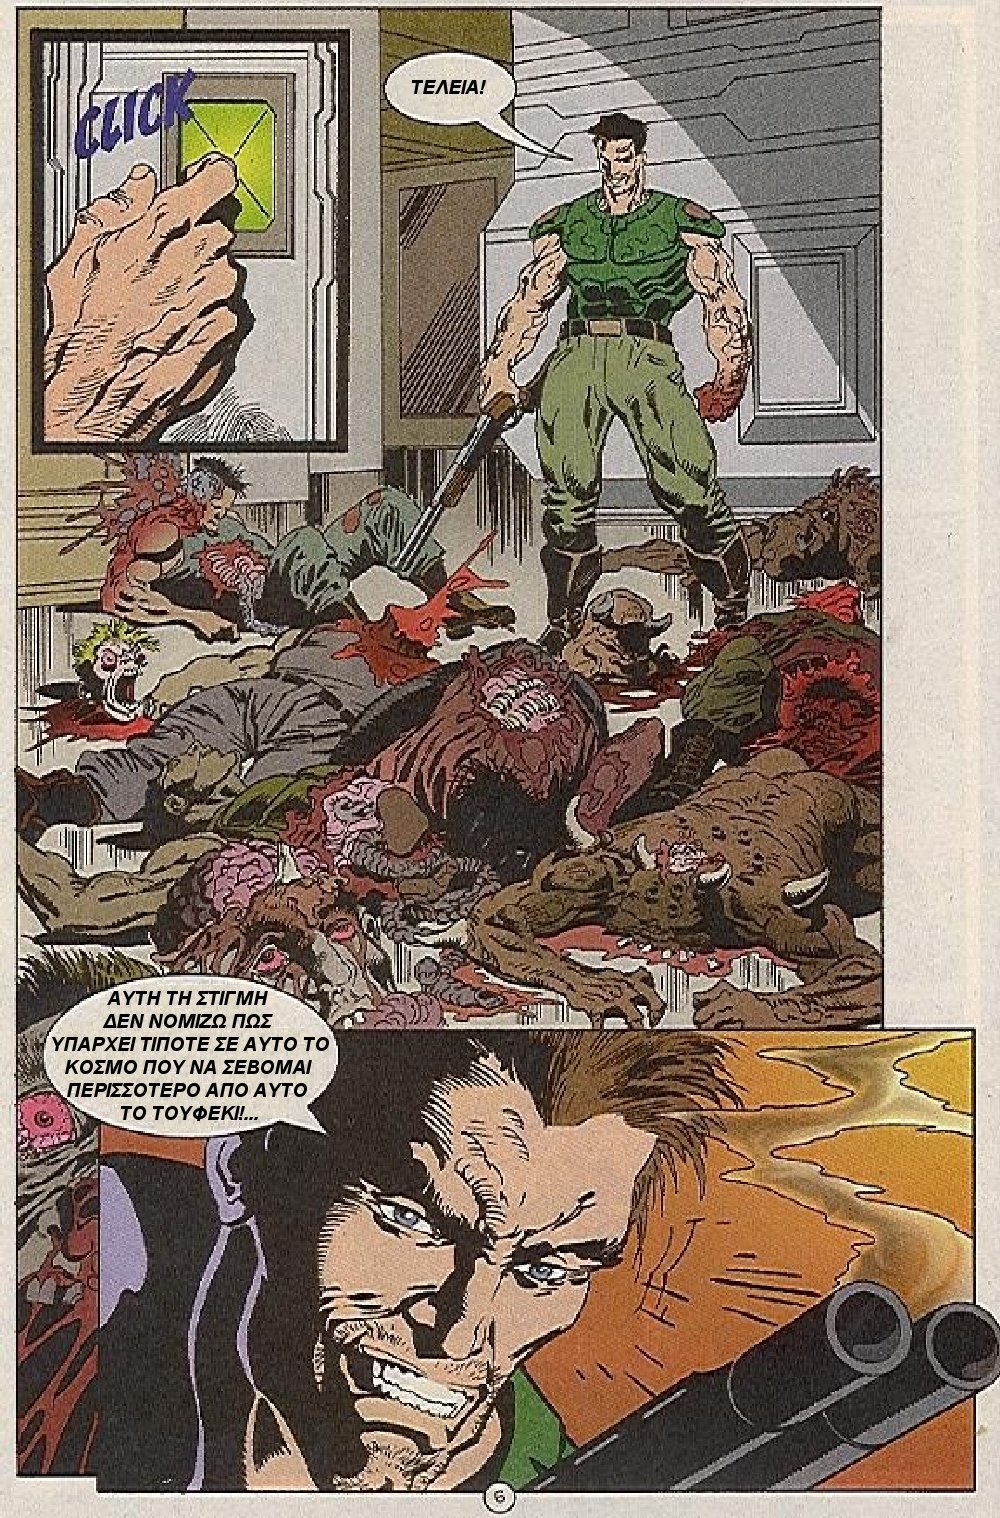 CLICK
ΤΕΛΕΙΑ!
ΑΥΤΗ ΤΗ ΣΤΙΓΜΗ
ΔΕΝ ΝΟΜΙΖΩ ΠΩΣ
ΥΠΑΡΧΕΙ ΤΙΠΟΤΕ ΣΕ ΑΥΤΟ ΤΟ
ΚΟΣΜΟ ΠΟΥ ΝΑ ΣΕΒΟΜΑΙ
ΠΕΡΙΣΣΟΤΕΡΟ ΑΠΟ ΑΥΤΟ
ΤΟ ΤΟΥΦΕΚΙ!...
6